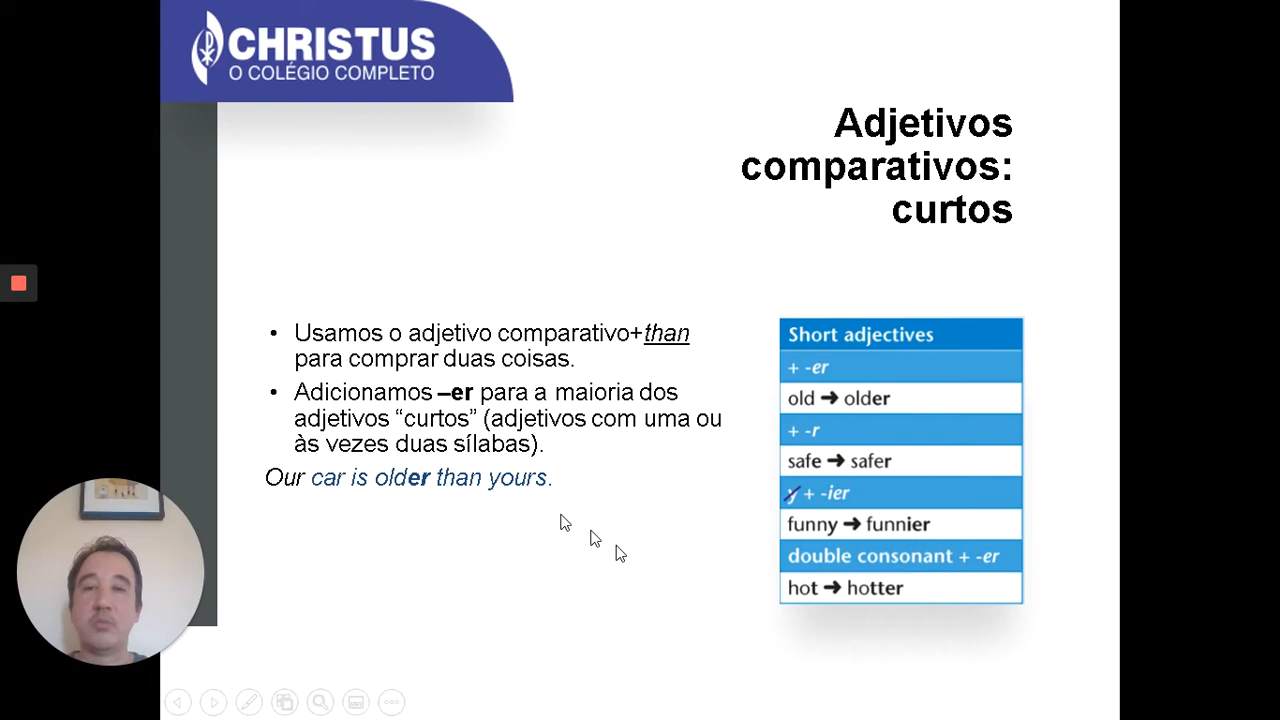 CHRISTUS
O COLÉGIO COMPLETO
Adjetivos
comparativos:
curtos
• Usamos o adjetivo comparativo+than
para comprar duas coisas.
• Adicionamos –er para a maioria dos
adjetivos “curtos” (adjetivos com uma ou
às vezes duas sílabas).
Our car is older than yours.
Short adjectives
+ -er
old ➔ older
+ -r
safe ➔ safer
y + -ier
funny ➔ funnier
double consonant + -er
hot ➔ hotter